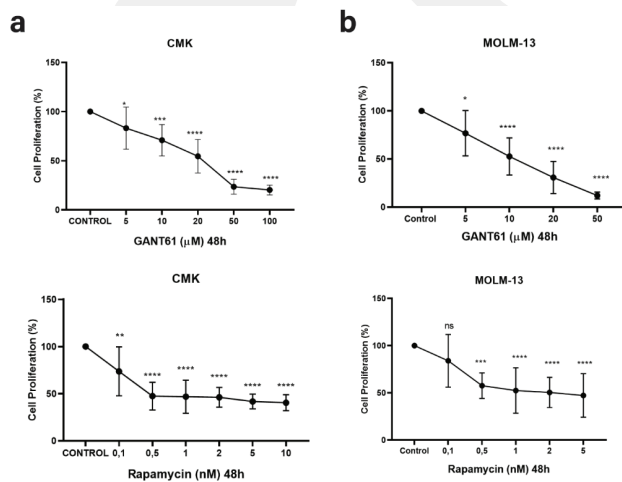 a
CMK
Cell Proliferation (%)
150
100
50
0
*
***
****
****
****
CONTROL 5 10 20 50 100
GANT61 (µM) 48h
b
MOLM-13
Cell Proliferation (%)
150
100
50
0
*
****
****
****
Control 5 10 20 50
GANT61 (µM) 48h
CMK
Cell Proliferation (%)
150
100
50
0
**
****
****
****
****
****
CONTROL 0,1 0,5 1 2 5 10
Rapamycin (nM) 48h
MOLM-13
Cell Proliferation (%)
150
100
50
0
ns
***
****
****
****
Control 0,1 0,5 1 2 5
Rapamycin (nM) 48h